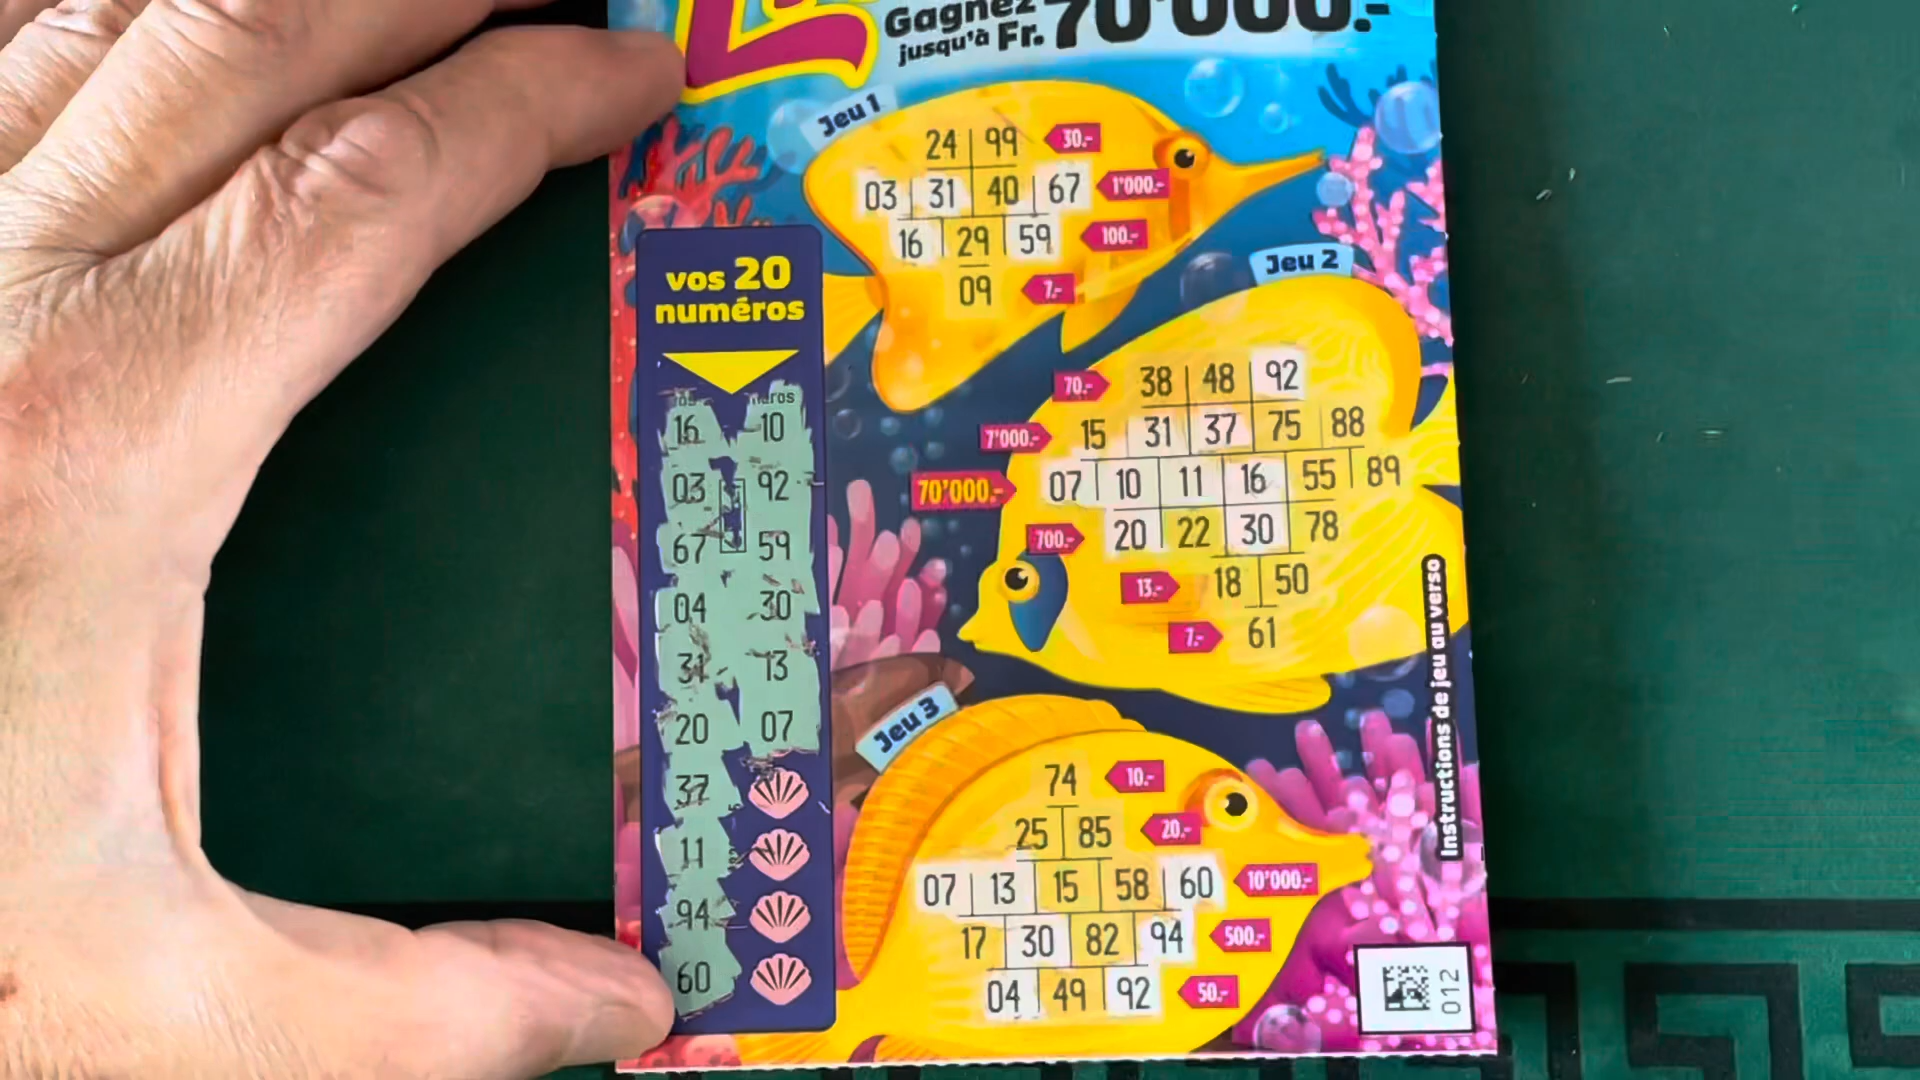 Gagnez
jusqu'à Fr. 70'000.-
Jeu 1
24 99 30.-
03 31 40 67 1'000.-
16 29 59 100.-
09 7.-
vos 20
numéros
16 10
03 92
67 59
04 30
31 13
20 07
37
11
94
60
Jeu 2
70.- 38 48 92
7'000.- 15 31 37 75 88
70'000.- 07 10 11 16 55 89
700.- 20 22 30 78
13.- 18 50
7.- 61
Jeu 3
74 10.-
25 85 20.-
07 13 15 58 60 10'000.-
17 30 82 94 500.-
04 49 92 50.-
Instructions de jeu au verso
012